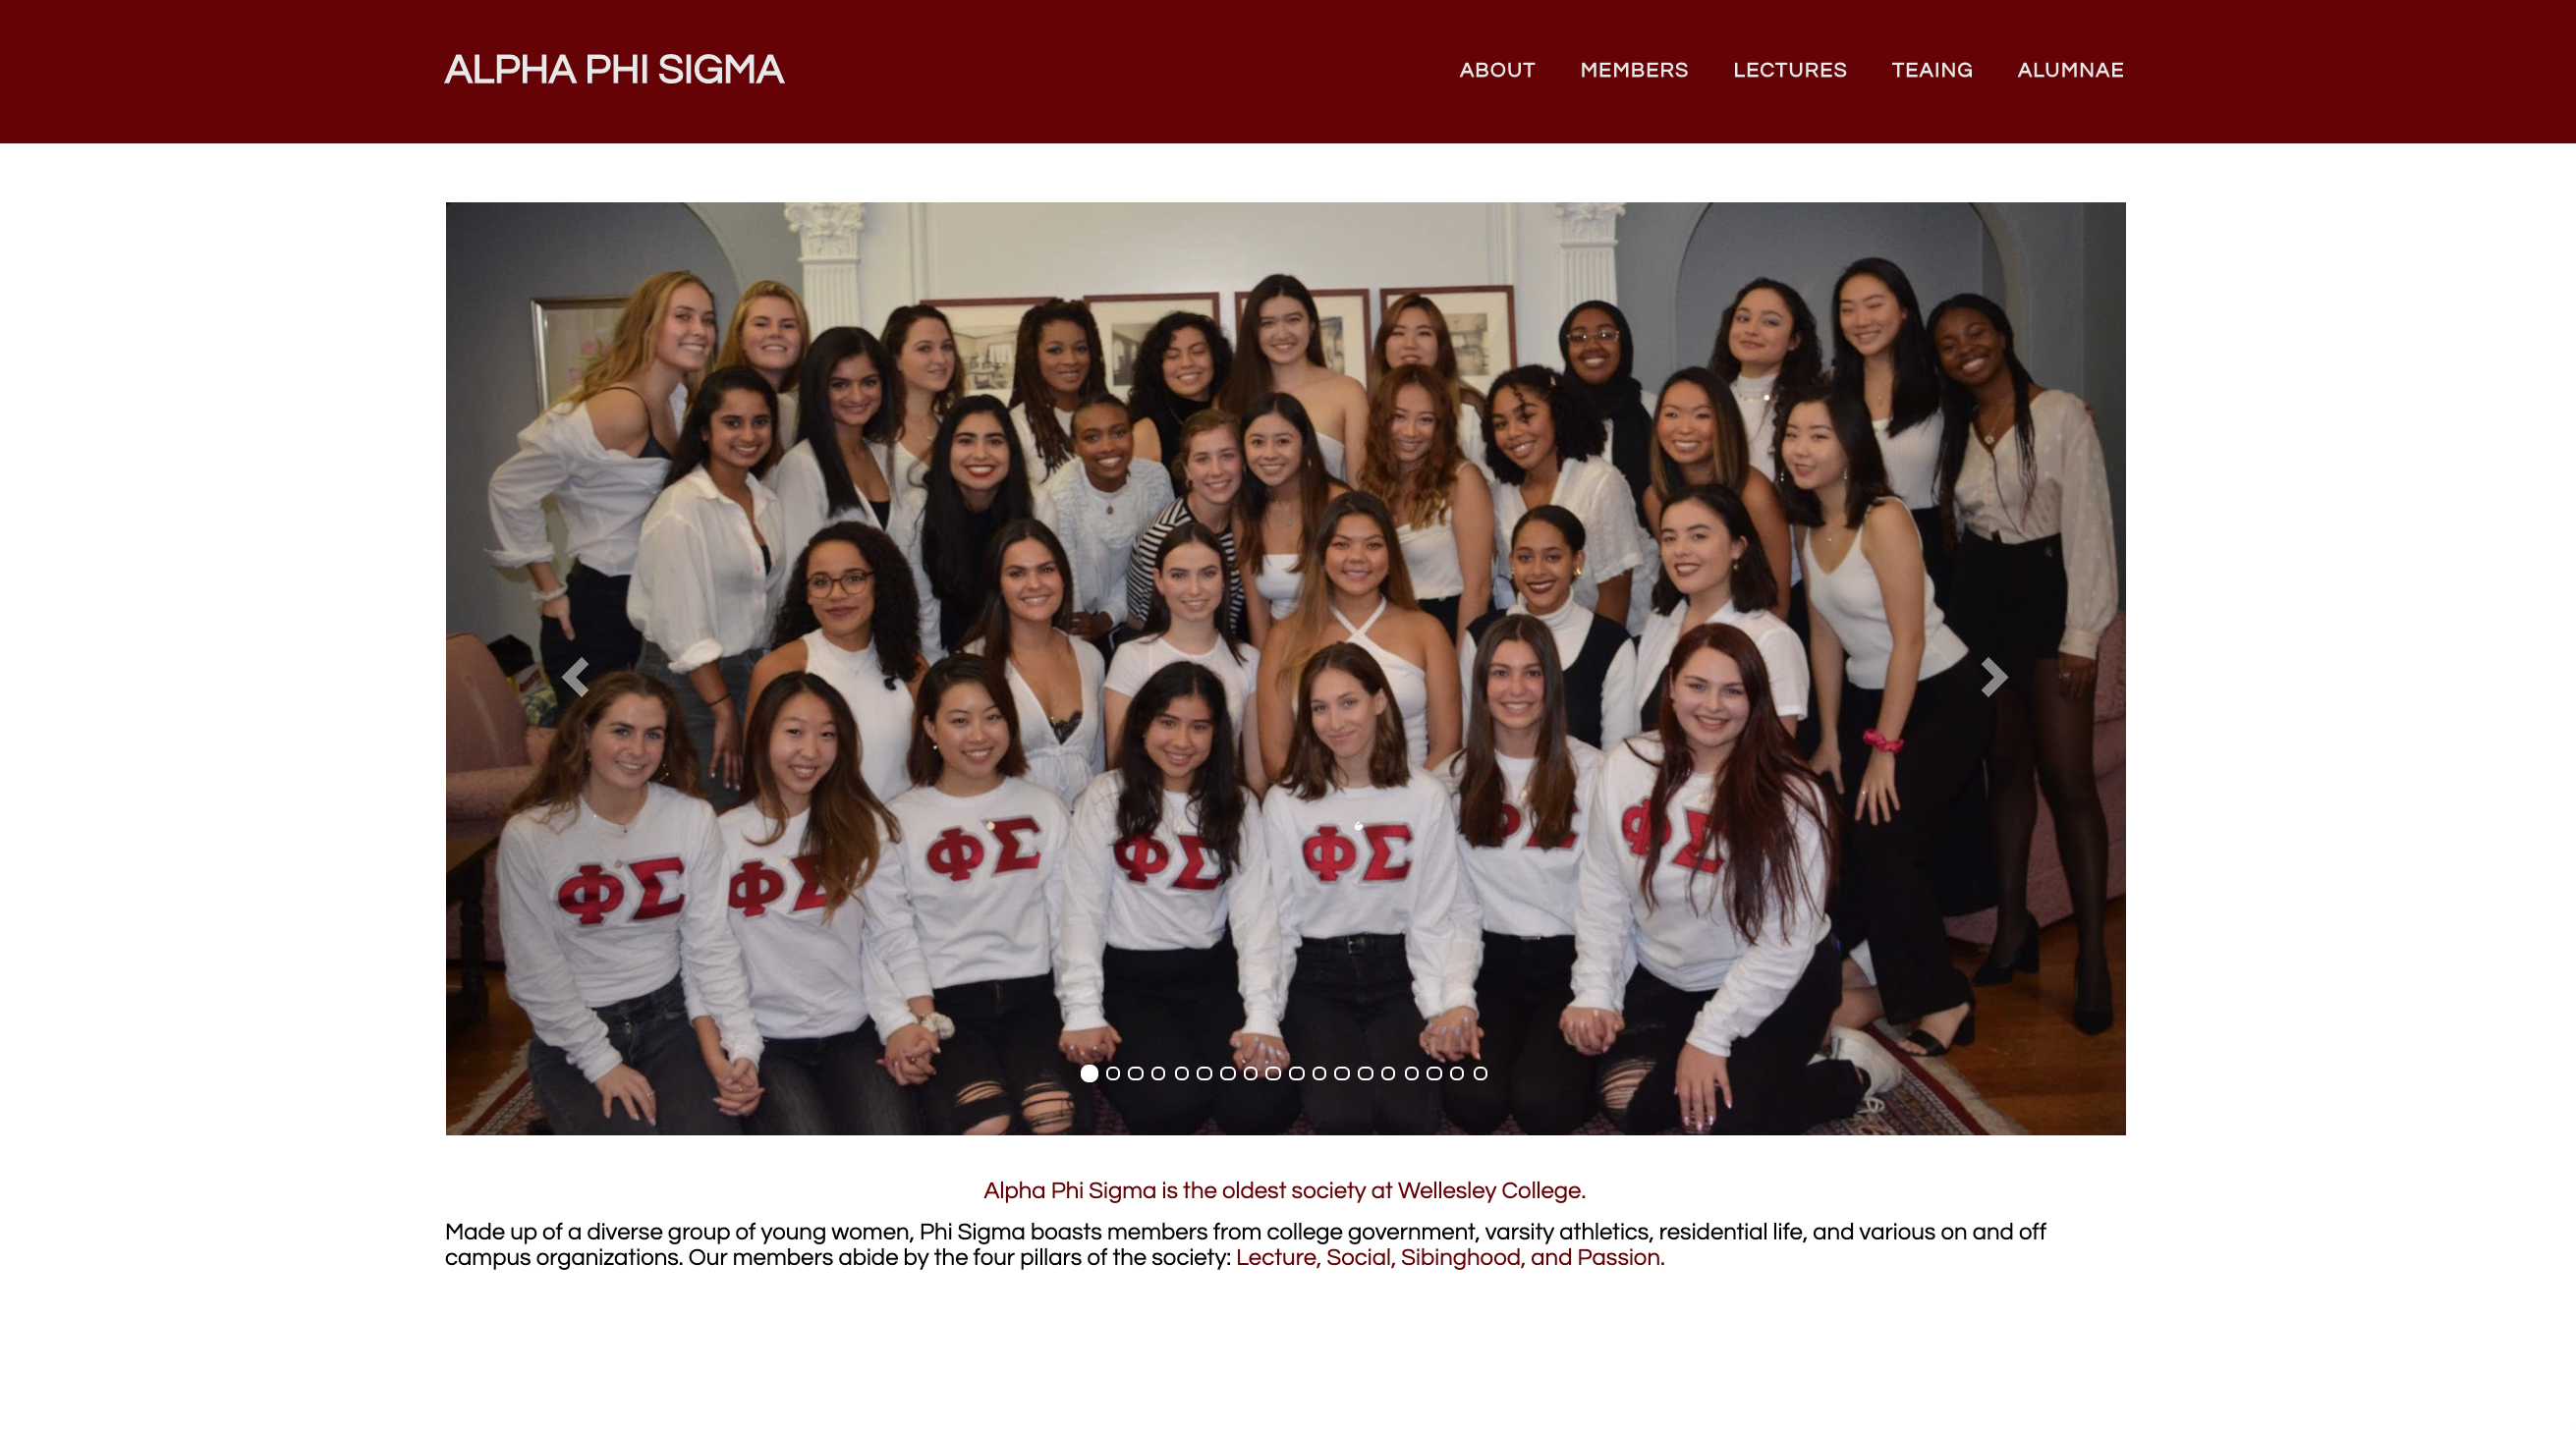 ALPHA PHI SIGMA
ABOUT MEMBERS LECTURES TEAING ALUMNAE
ΦΣ ΦΣ ΦΣ ΦΣ ΦΣ ΦΣ ΦΣ
Alpha Phi Sigma is the oldest society at Wellesley College.
Made up of a diverse group of young women, Phi Sigma boasts members from college government, varsity athletics, residential life, and various on and off
campus organizations. Our members abide by the four pillars of the society: Lecture, Social, Sibinghood, and Passion.